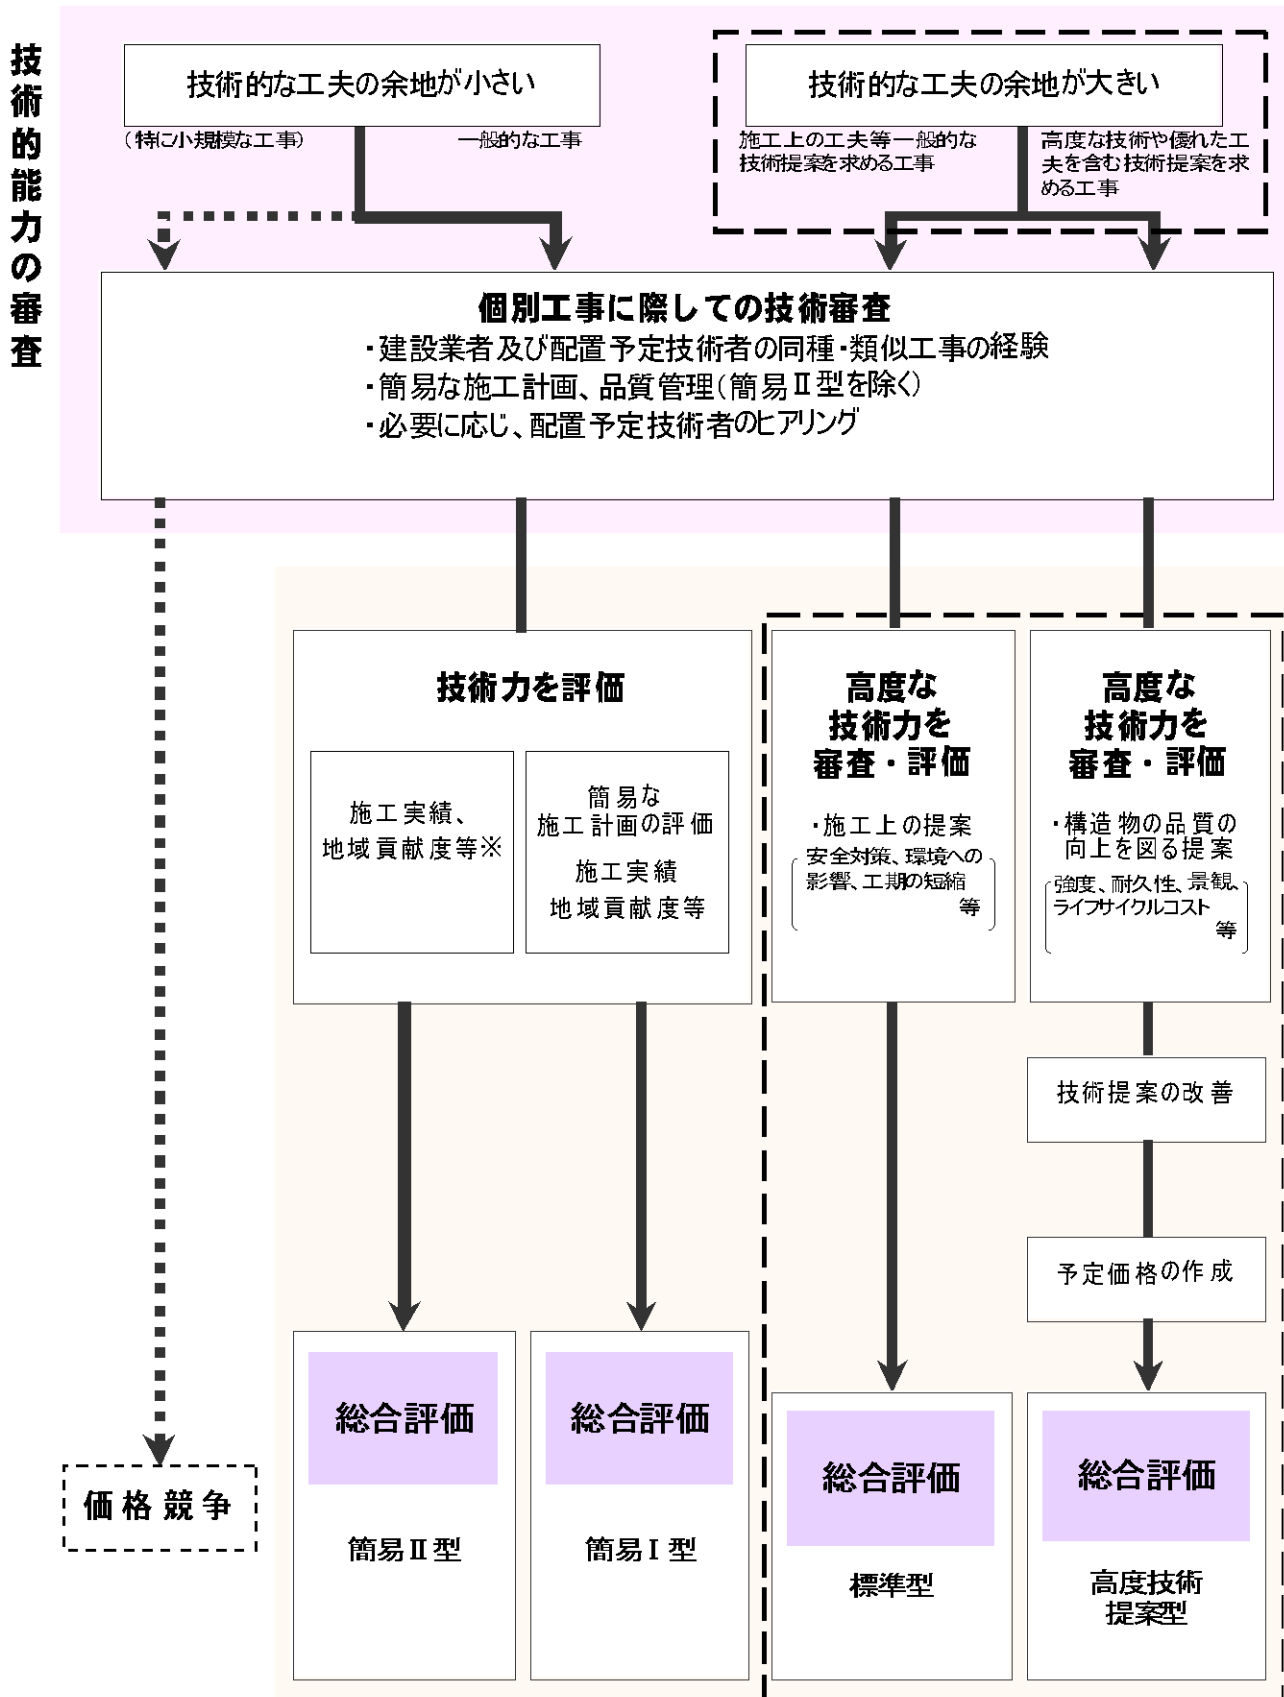 技術的能力の審査
技術的な工夫の余地が小さい
(特に小規模な工事)
一般的な工事
技術的な工夫の余地が大きい
施工上の工夫等一般的な
技術提案を求める工事
高度な技術や優れた工
夫を含む技術提案を求
める工事
個別工事に際しての技術審査
・建設業者及び配置予定技術者の同種・類似工事の経験
・簡易な施工計画、品質管理(簡易Ⅱ型を除く)
・必要に応じ、配置予定技術者のヒアリング
技術力を評価
施工実績、
地域貢献度等※
簡易な
施工計画の評価
施工実績
地域貢献度等
高度な
技術力を
審査・評価
・施工上の提案
安全対策、環境への
影響、工期の短縮
等
高度な
技術力を
審査・評価
・構造物の品質の
向上を図る提案
強度、耐久性、景観、
ライフサイクルコスト
等
技術提案の改善
予定価格の作成
価格競争
総合評価
簡易Ⅱ型
総合評価
簡易Ⅰ型
総合評価
標準型
総合評価
高度技術
提案型